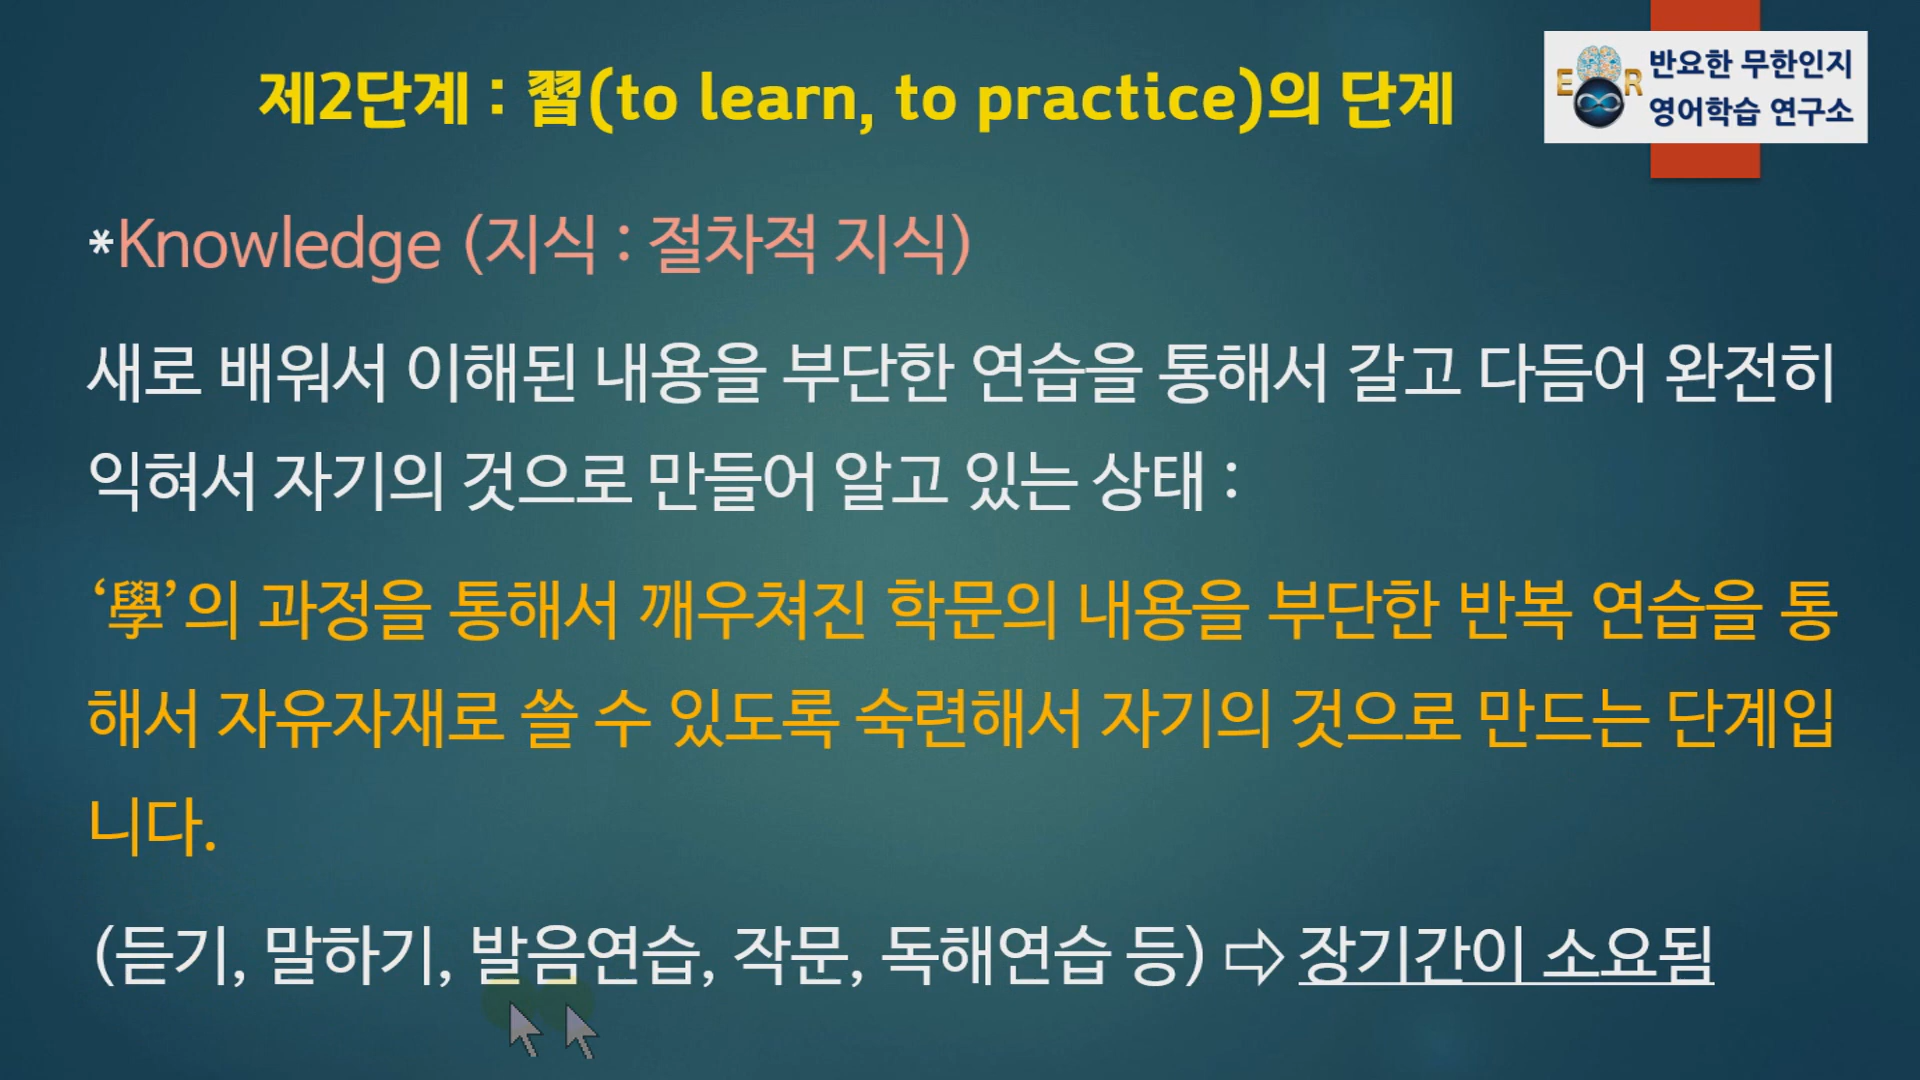 제2단계 : 習(to learn, to practice)의 단계
E R 반요한 무한인지
영어학습 연구소
*Knowledge (지식 : 절차적 지식)
새로 배워서 이해된 내용을 부단한 연습을 통해서 갈고 다듬어 완전히
익혀서 자기의 것으로 만들어 알고 있는 상태 :
‘學’의 과정을 통해서 깨우쳐진 학문의 내용을 부단한 반복 연습을 통
해서 자유자재로 쓸 수 있도록 숙련해서 자기의 것으로 만드는 단계입
니다.
(듣기, 말하기, 발음연습, 작문, 독해연습 등) ⇨ 장기간이 소요됨